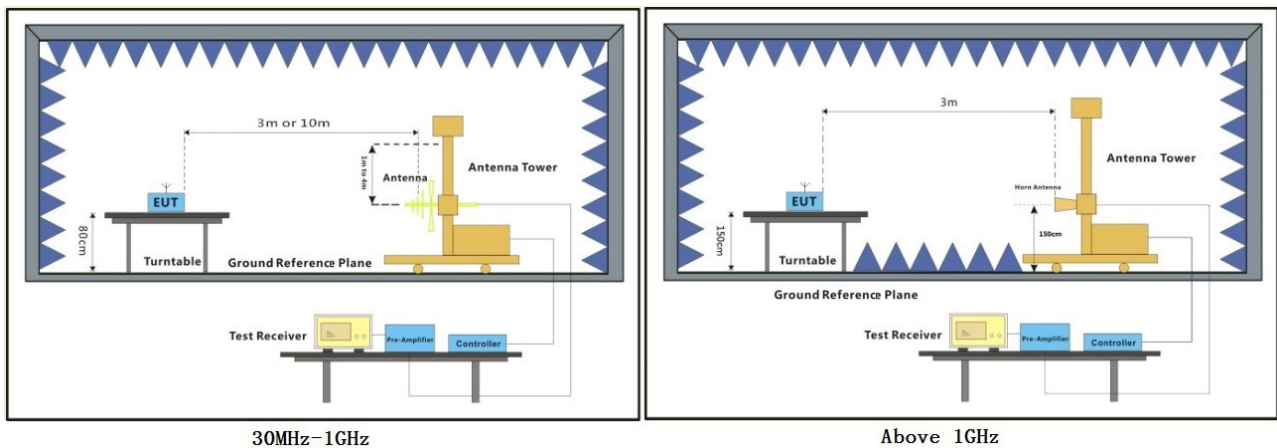 3m or 10m
1m to 4m
Antenna
Antenna Tower
EUT
80cm
Turntable
Ground Reference Plane
Test Receiver
Pre-Amplifier
Controller
30MHz-1GHz
3m
Antenna Tower
Horn Antenna
EUT
150cm
150cm
Turntable
Ground Reference Plane
Test Receiver
Pre-Amplifier
Controller
Above 1GHz